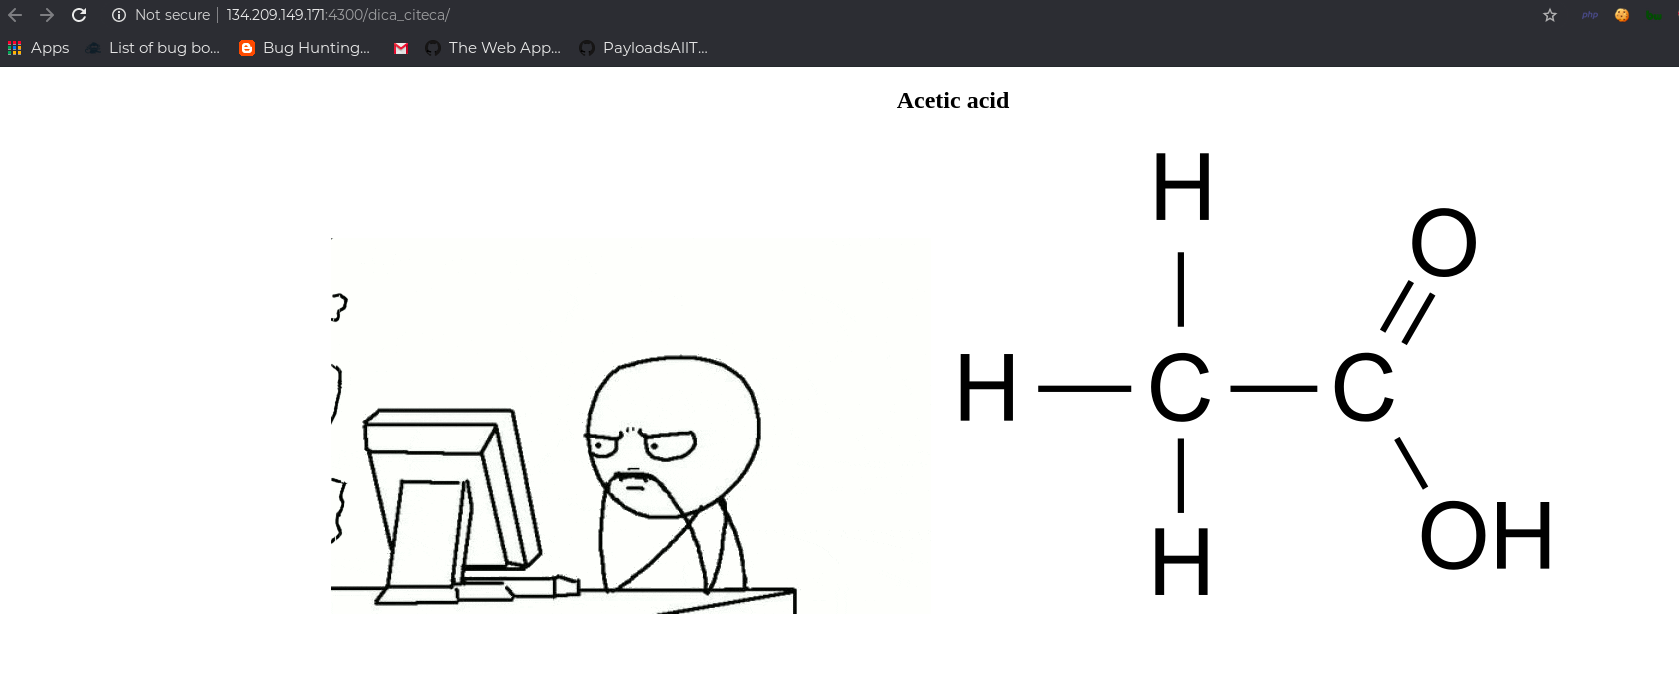 Not secure | 134.209.149.171:4300/dica_citeca/
php
Apps List of bug bo... Bug Hunting... The Web App... PayloadsAllT...
Acetic acid
H
O
H C C
H OH
?